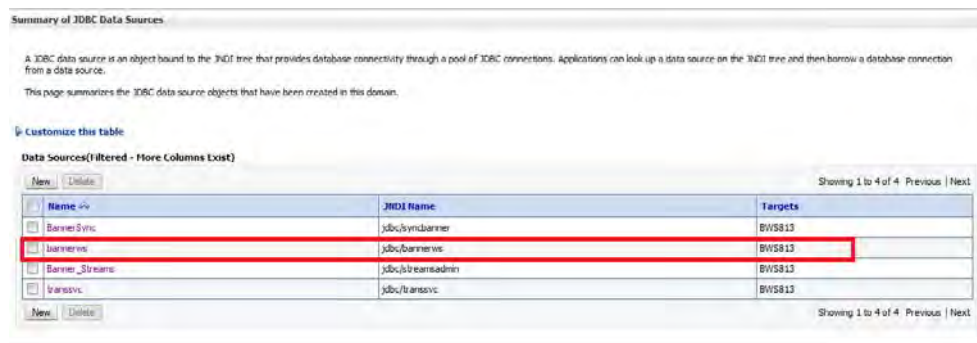 Summary of JDBC Data Sources
A JDBC data source is an object bound to the JNDI tree that provides database connectivity through a pool of JDBC connections. Applications can look up a data source on the JNDI tree and then borrow a database connection
from a data source.
This page summarizes the JDBC data source objects that have been created in this domain.
Customize this table
Data Sources(Filtered - More Columns Exist)
New Delete Showing 1 to 4 of 4 Previous | Next
Name JNDI Name Targets
BannerSync jdbc/syncbanner BWS813
bannerws jdbc/bannerws BWS813
Banner_Streams jdbc/streamsadmin BWS813
transsvc jdbc/transsvc BWS813
New Delete Showing 1 to 4 of 4 Previous | Next